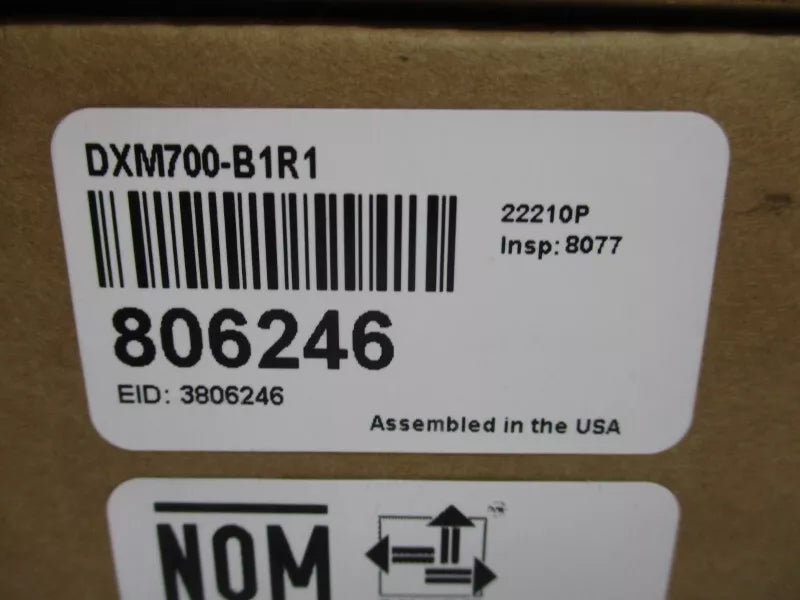 DXM700-B1R1
22210P
Insp: 8077
806246
EID: 3806246
Assembled in the USA
NOM